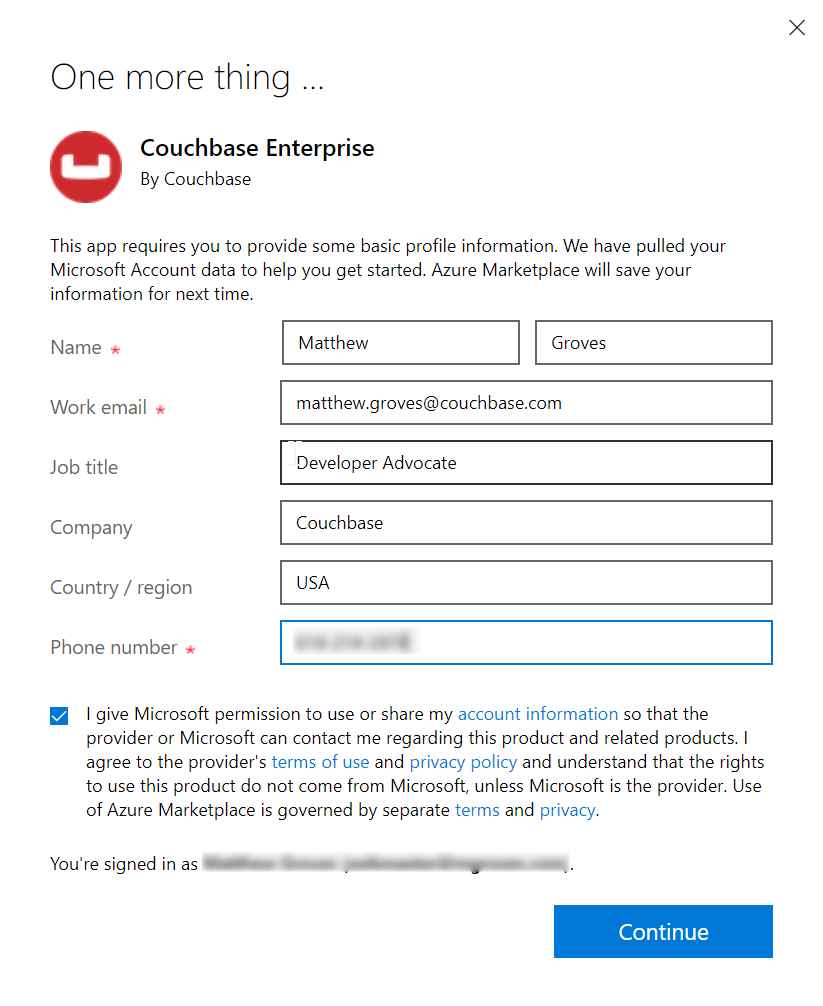 One more thing ...
Couchbase Enterprise
By Couchbase
This app requires you to provide some basic profile information. We have pulled your
Microsoft Account data to help you get started. Azure Marketplace will save your
information for next time.
Name * Matthew Groves
Work email * matthew.groves@couchbase.com
Job title Developer Advocate
Company Couchbase
Country / region USA
Phone number *
I give Microsoft permission to use or share my account information so that the
provider or Microsoft can contact me regarding this product and related products. I
agree to the provider's terms of use and privacy policy and understand that the rights
to use this product do not come from Microsoft, unless Microsoft is the provider. Use
of Azure Marketplace is governed by separate terms and privacy.
You're signed in as .
Continue